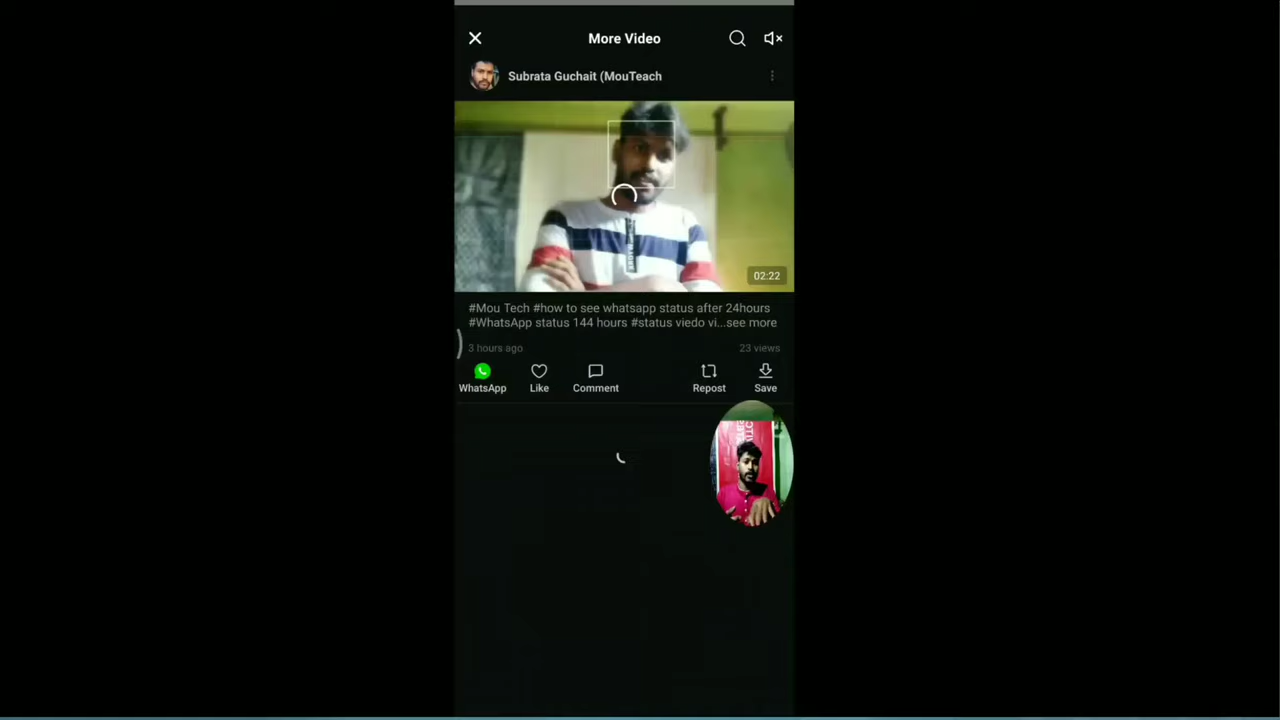 More Video
Subrata Guchait (MouTeach
02:22
#Mou Tech #how to see whatsapp status after 24hours
#WhatsApp status 144 hours #status viedo vi...see more
3 hours ago
23 views
WhatsApp
Like
Comment
Repost
Save